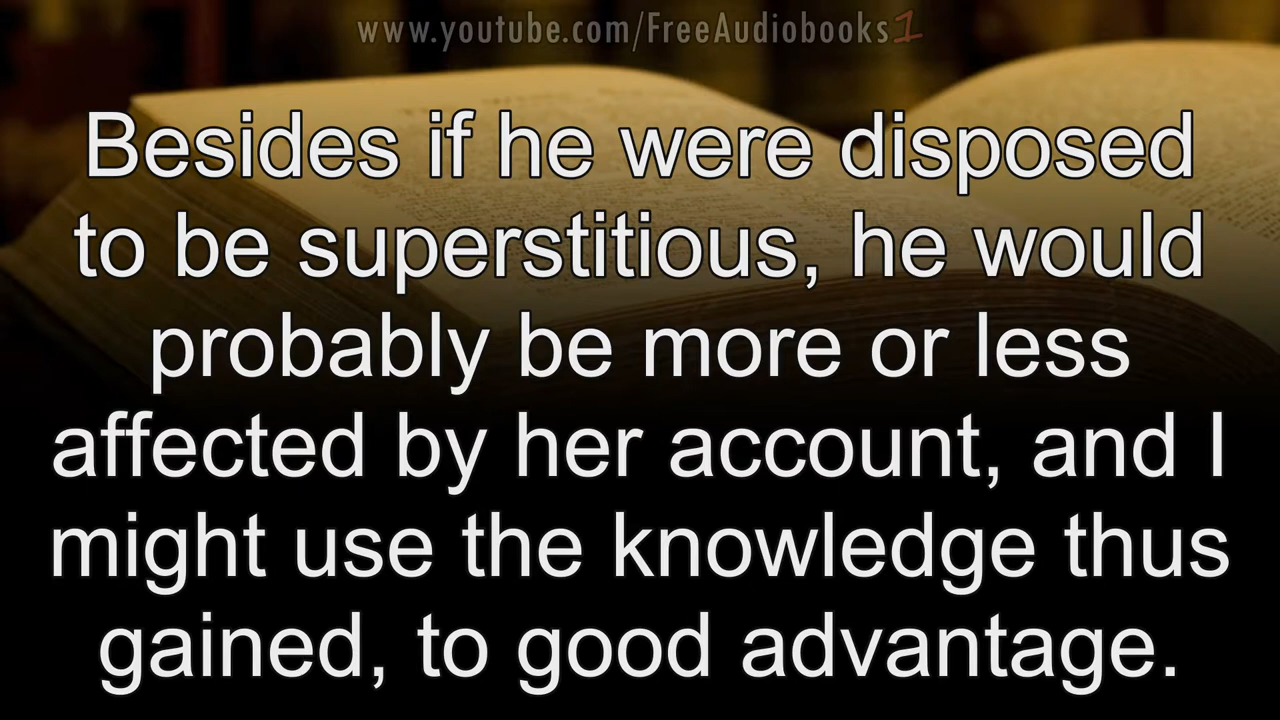 www.youtube.com/FreeAudiobooks1
Besides if he were disposed
to be superstitious, he would
probably be more or less
affected by her account, and I
might use the knowledge thus
gained, to good advantage.